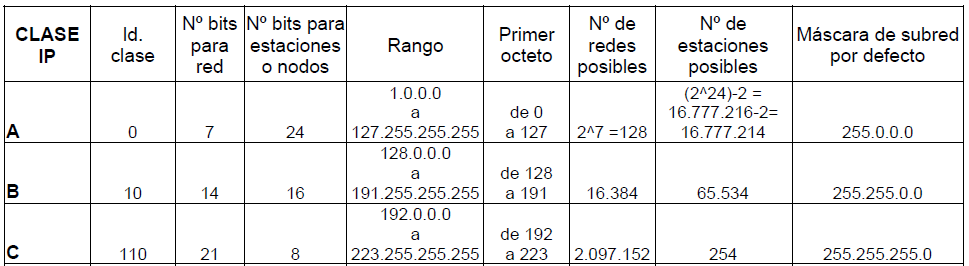 CLASE IP
Id. clase
Nº bits para red
Nº bits para estaciones o nodos
Rango
Primer octeto
Nº de redes posibles
Nº de estaciones posibles
Máscara de subred por defecto
A
0
7
24
1.0.0.0
a
127.255.255.255
de 0
a 127
2^7 =128
(2^24)-2 =
16.777.216-2=
16.777.214
255.0.0.0
B
10
14
16
128.0.0.0
a
191.255.255.255
de 128
a 191
16.384
65.534
255.255.0.0
C
110
21
8
192.0.0.0
a
223.255.255.255
de 192
a 223
2.097.152
254
255.255.255.0